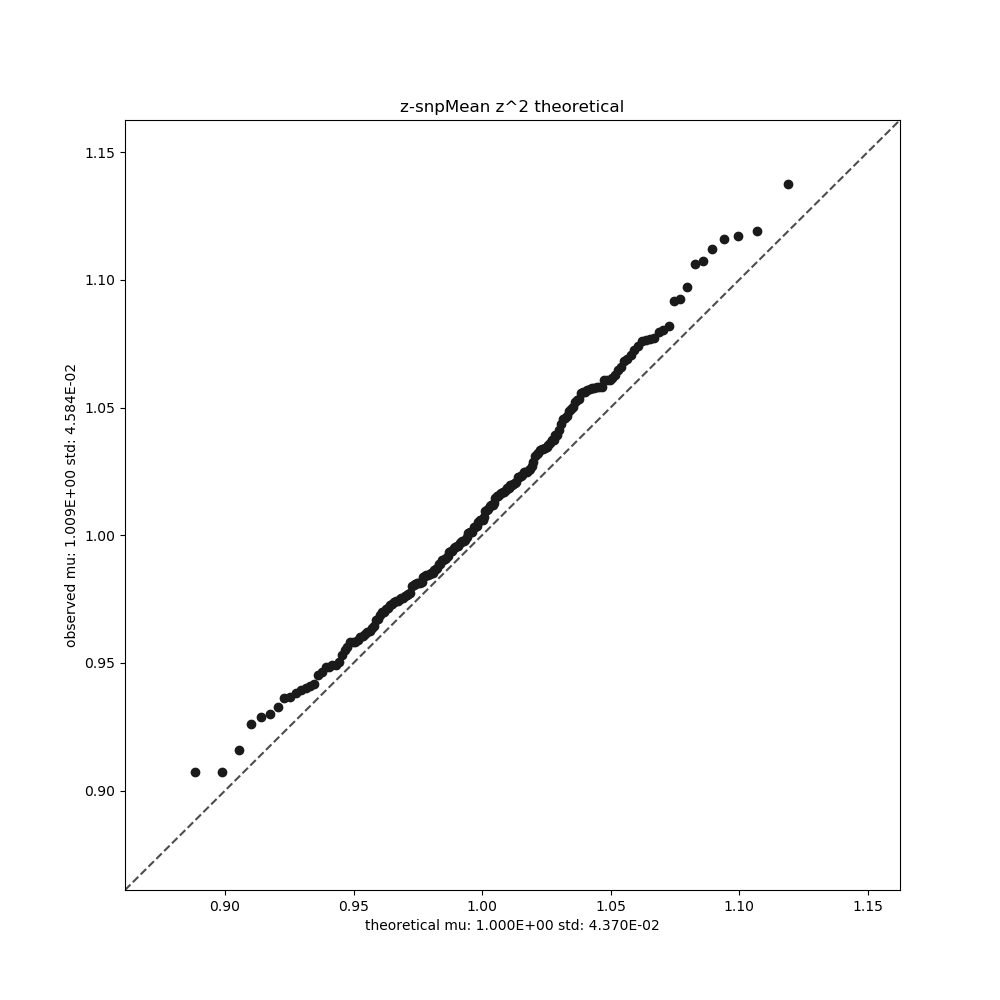 z-snpMean z^2 theoretical
1.15
1.10
1.05
1.00
0.95
0.90
observed mu: 1.009E+00 std: 4.584E-02
0.90 0.95 1.00 1.05 1.10 1.15
theoretical mu: 1.000E+00 std: 4.370E-02